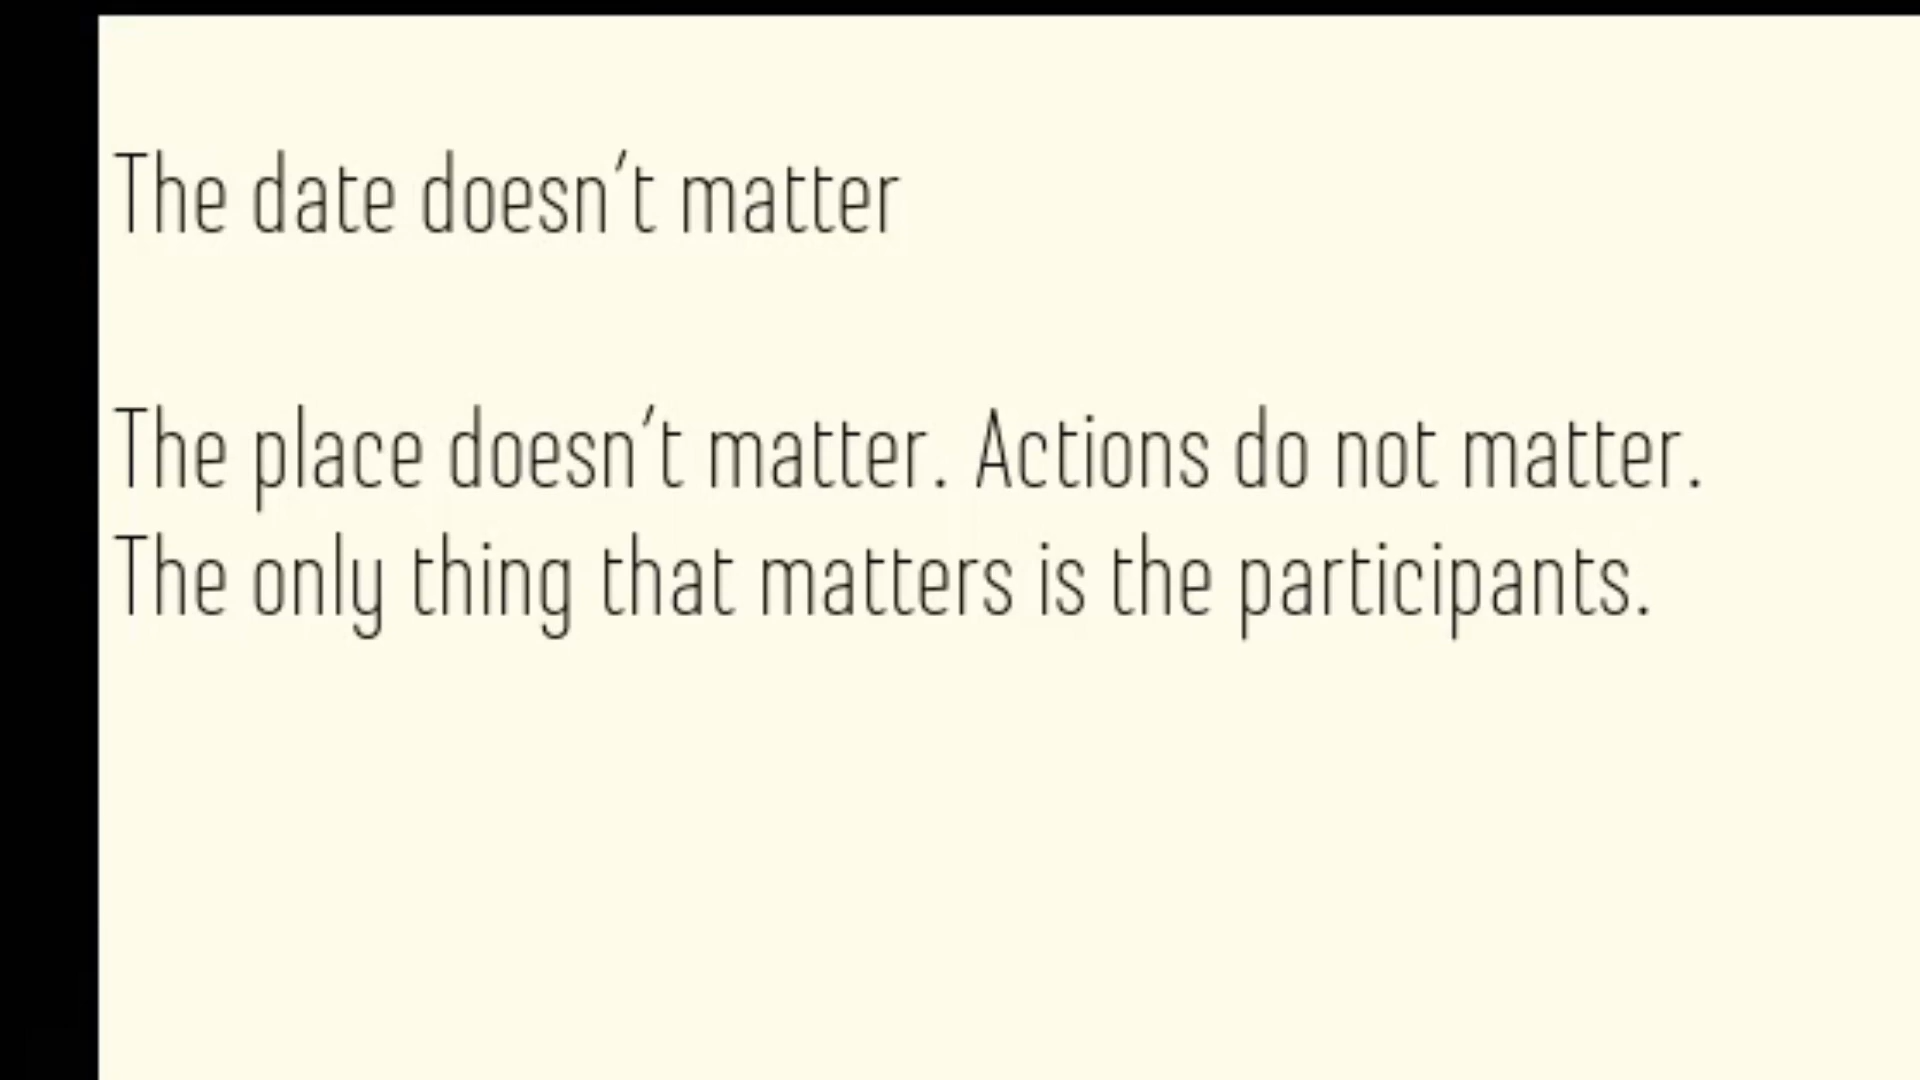 The date doesn't matter
The place doesn't matter. Actions do not matter.
The only thing that matters is the participants.